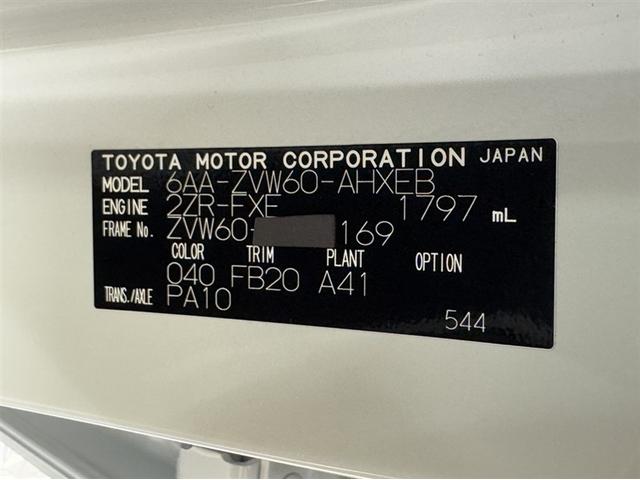 TOYOTA MOTOR CORPORATION JAPAN
MODEL 6AA-ZVW60-AHXEB
ENGINE 2ZR-FXE 1797 mL
FRAME No. ZVW60- 169
COLOR TRIM PLANT OPTION
040 FB20 A41
TRANS./AXLE PA10
544